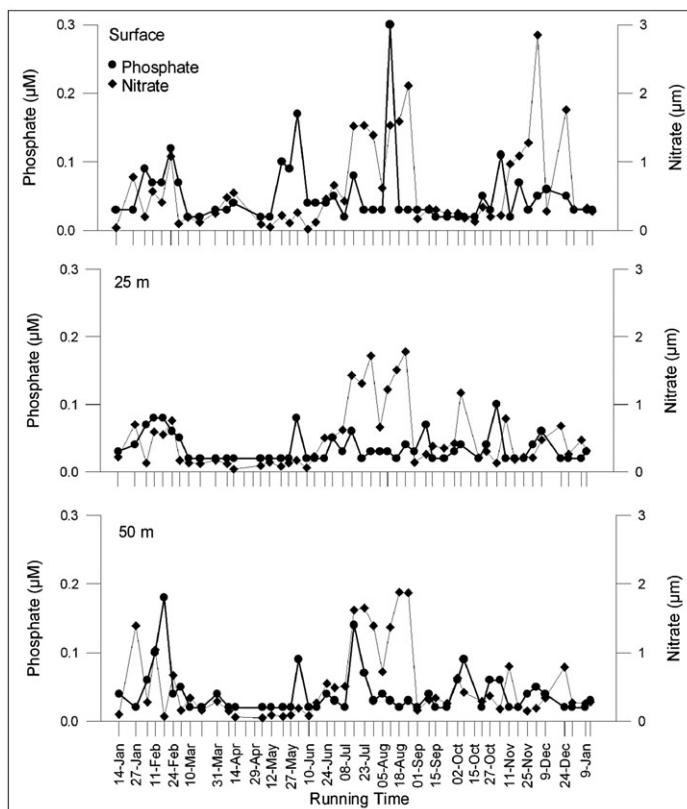 Surface
Phosphate
Nitrate
Phosphate (µM)
0.3
0.2
0.1
0.0
3
2
1
0
Nitrate (µm)
25 m
Phosphate (µM)
0.3
0.2
0.1
0.0
3
2
1
0
Nitrate (µm)
50 m
Phosphate (µM)
0.3
0.2
0.1
0.0
3
2
1
0
Nitrate (µm)
14-Jan
27-Jan
11-Feb
24-Feb
10-Mar
31-Mar
14-Apr
29-Apr
12-May
27-May
10-Jun
24-Jun
08-Jul
23-Jul
05-Aug
18-Aug
01-Sep
15-Sep
02-Oct
15-Oct
27-Oct
11-Nov
25-Nov
9-Dec
24-Dec
9-Jan
Running Time